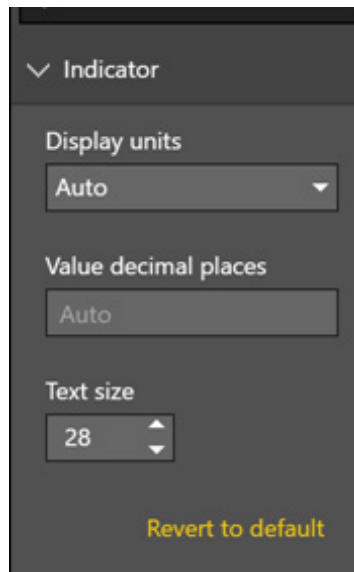 Indicator
Display units
Auto
Value decimal places
Auto
Text size
28
Revert to default